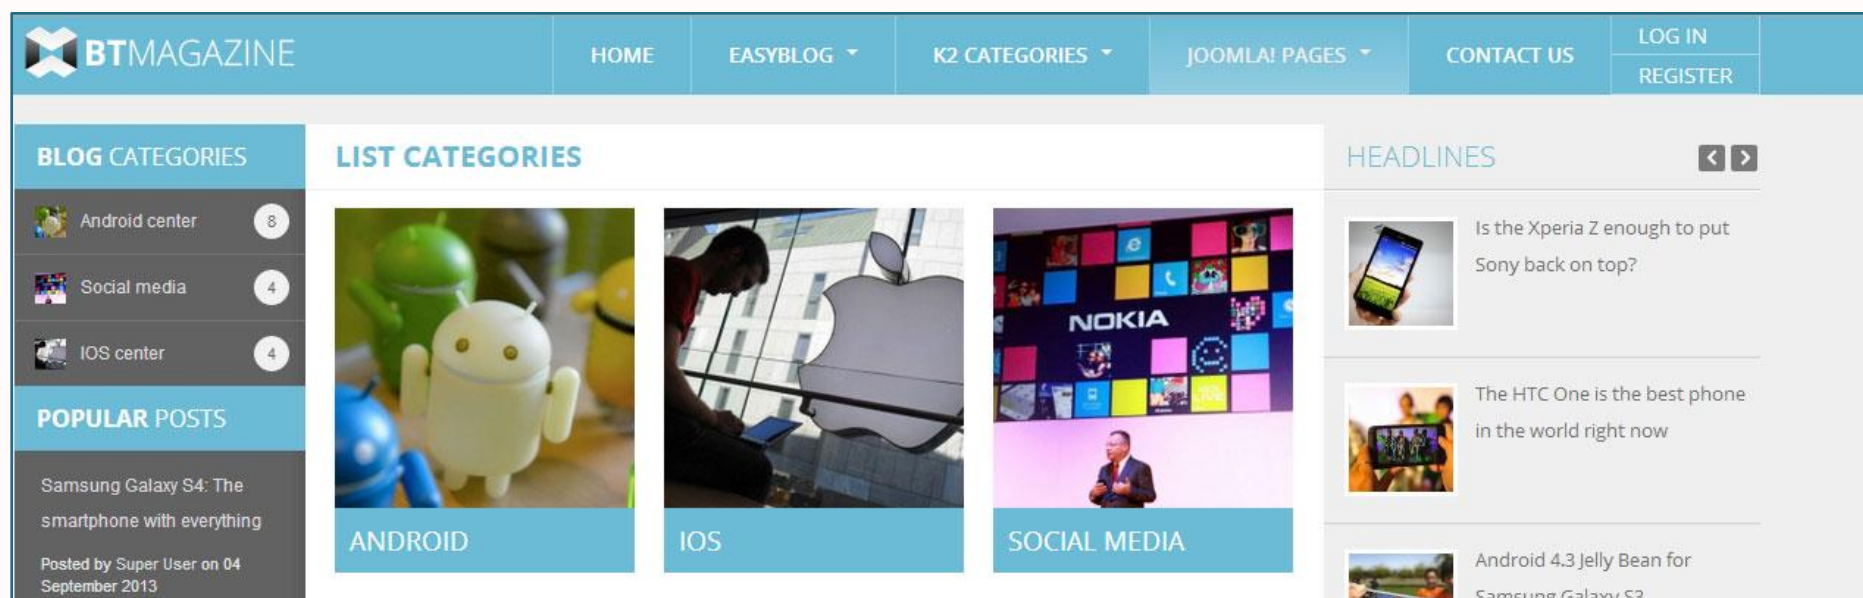 BTMAGAZINE
HOME
EASYBLOG
K2 CATEGORIES
JOOMLA! PAGES
CONTACT US
LOG IN
REGISTER
BLOG CATEGORIES
Android center
8
Social media
4
IOS center
4
POPULAR POSTS
Samsung Galaxy S4: The
smartphone with everything
Posted by Super User on 04
September 2013
LIST CATEGORIES
NOKIA
ANDROID
IOS
SOCIAL MEDIA
HEADLINES
Is the Xperia Z enough to put
Sony back on top?
The HTC One is the best phone
in the world right now
Android 4.3 Jelly Bean for
Samsung Galaxy S3